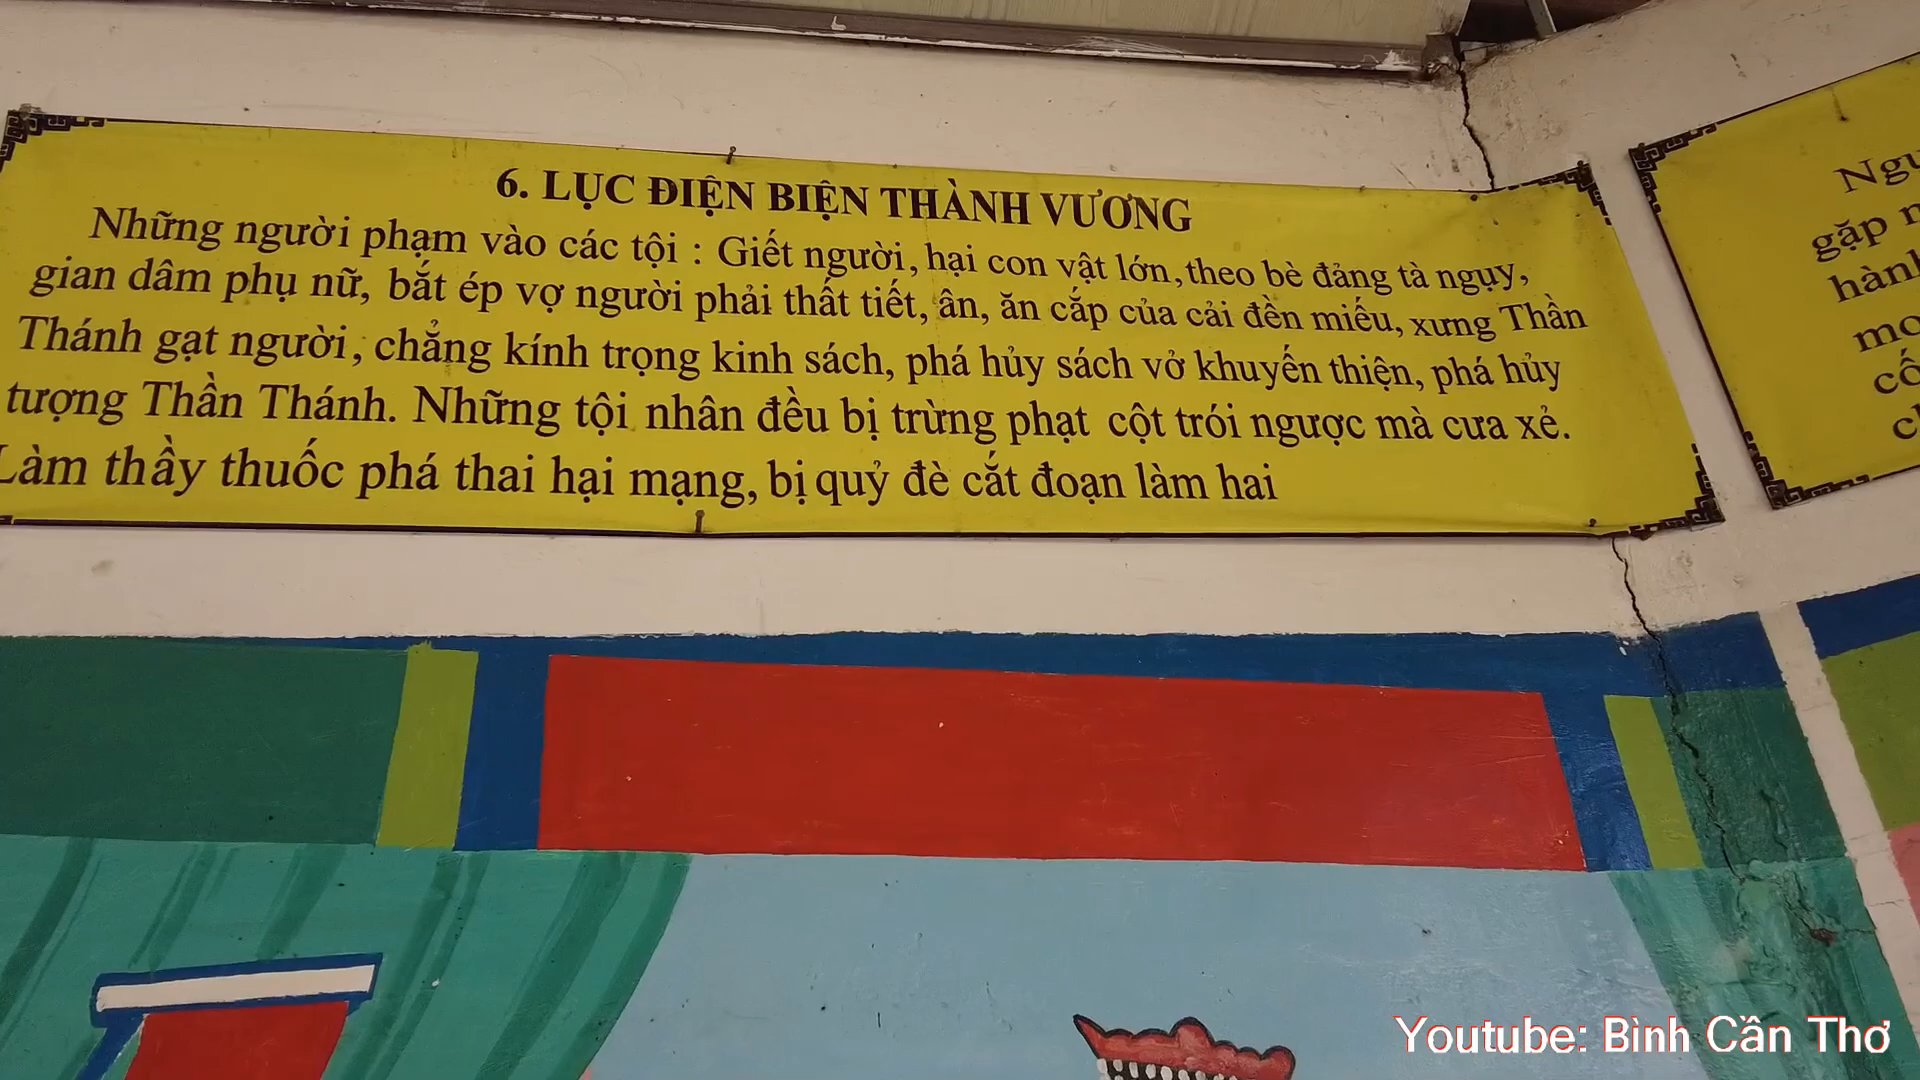 6. LỤC ĐIỆN BIỆN THÀNH VƯƠNG
Những người phạm vào các tội : Giết người, hại con vật lớn, theo bè đảng tà ngụy,
gian dâm phụ nữ, bắt ép vợ người phải thất tiết, ân, ăn cắp của cải đền miếu, xưng Thần
Thánh gạt người, chẳng kính trọng kinh sách, phá hủy sách vở khuyến thiện, phá hủy
tượng Thần Thánh. Những tội nhân đều bị trừng phạt cột trói ngược mà cưa xẻ.
Làm thầy thuốc phá thai hại mạng, bị quỷ đè cắt đoạn làm hai
gặp
Youtube: Bình Cần Thơ